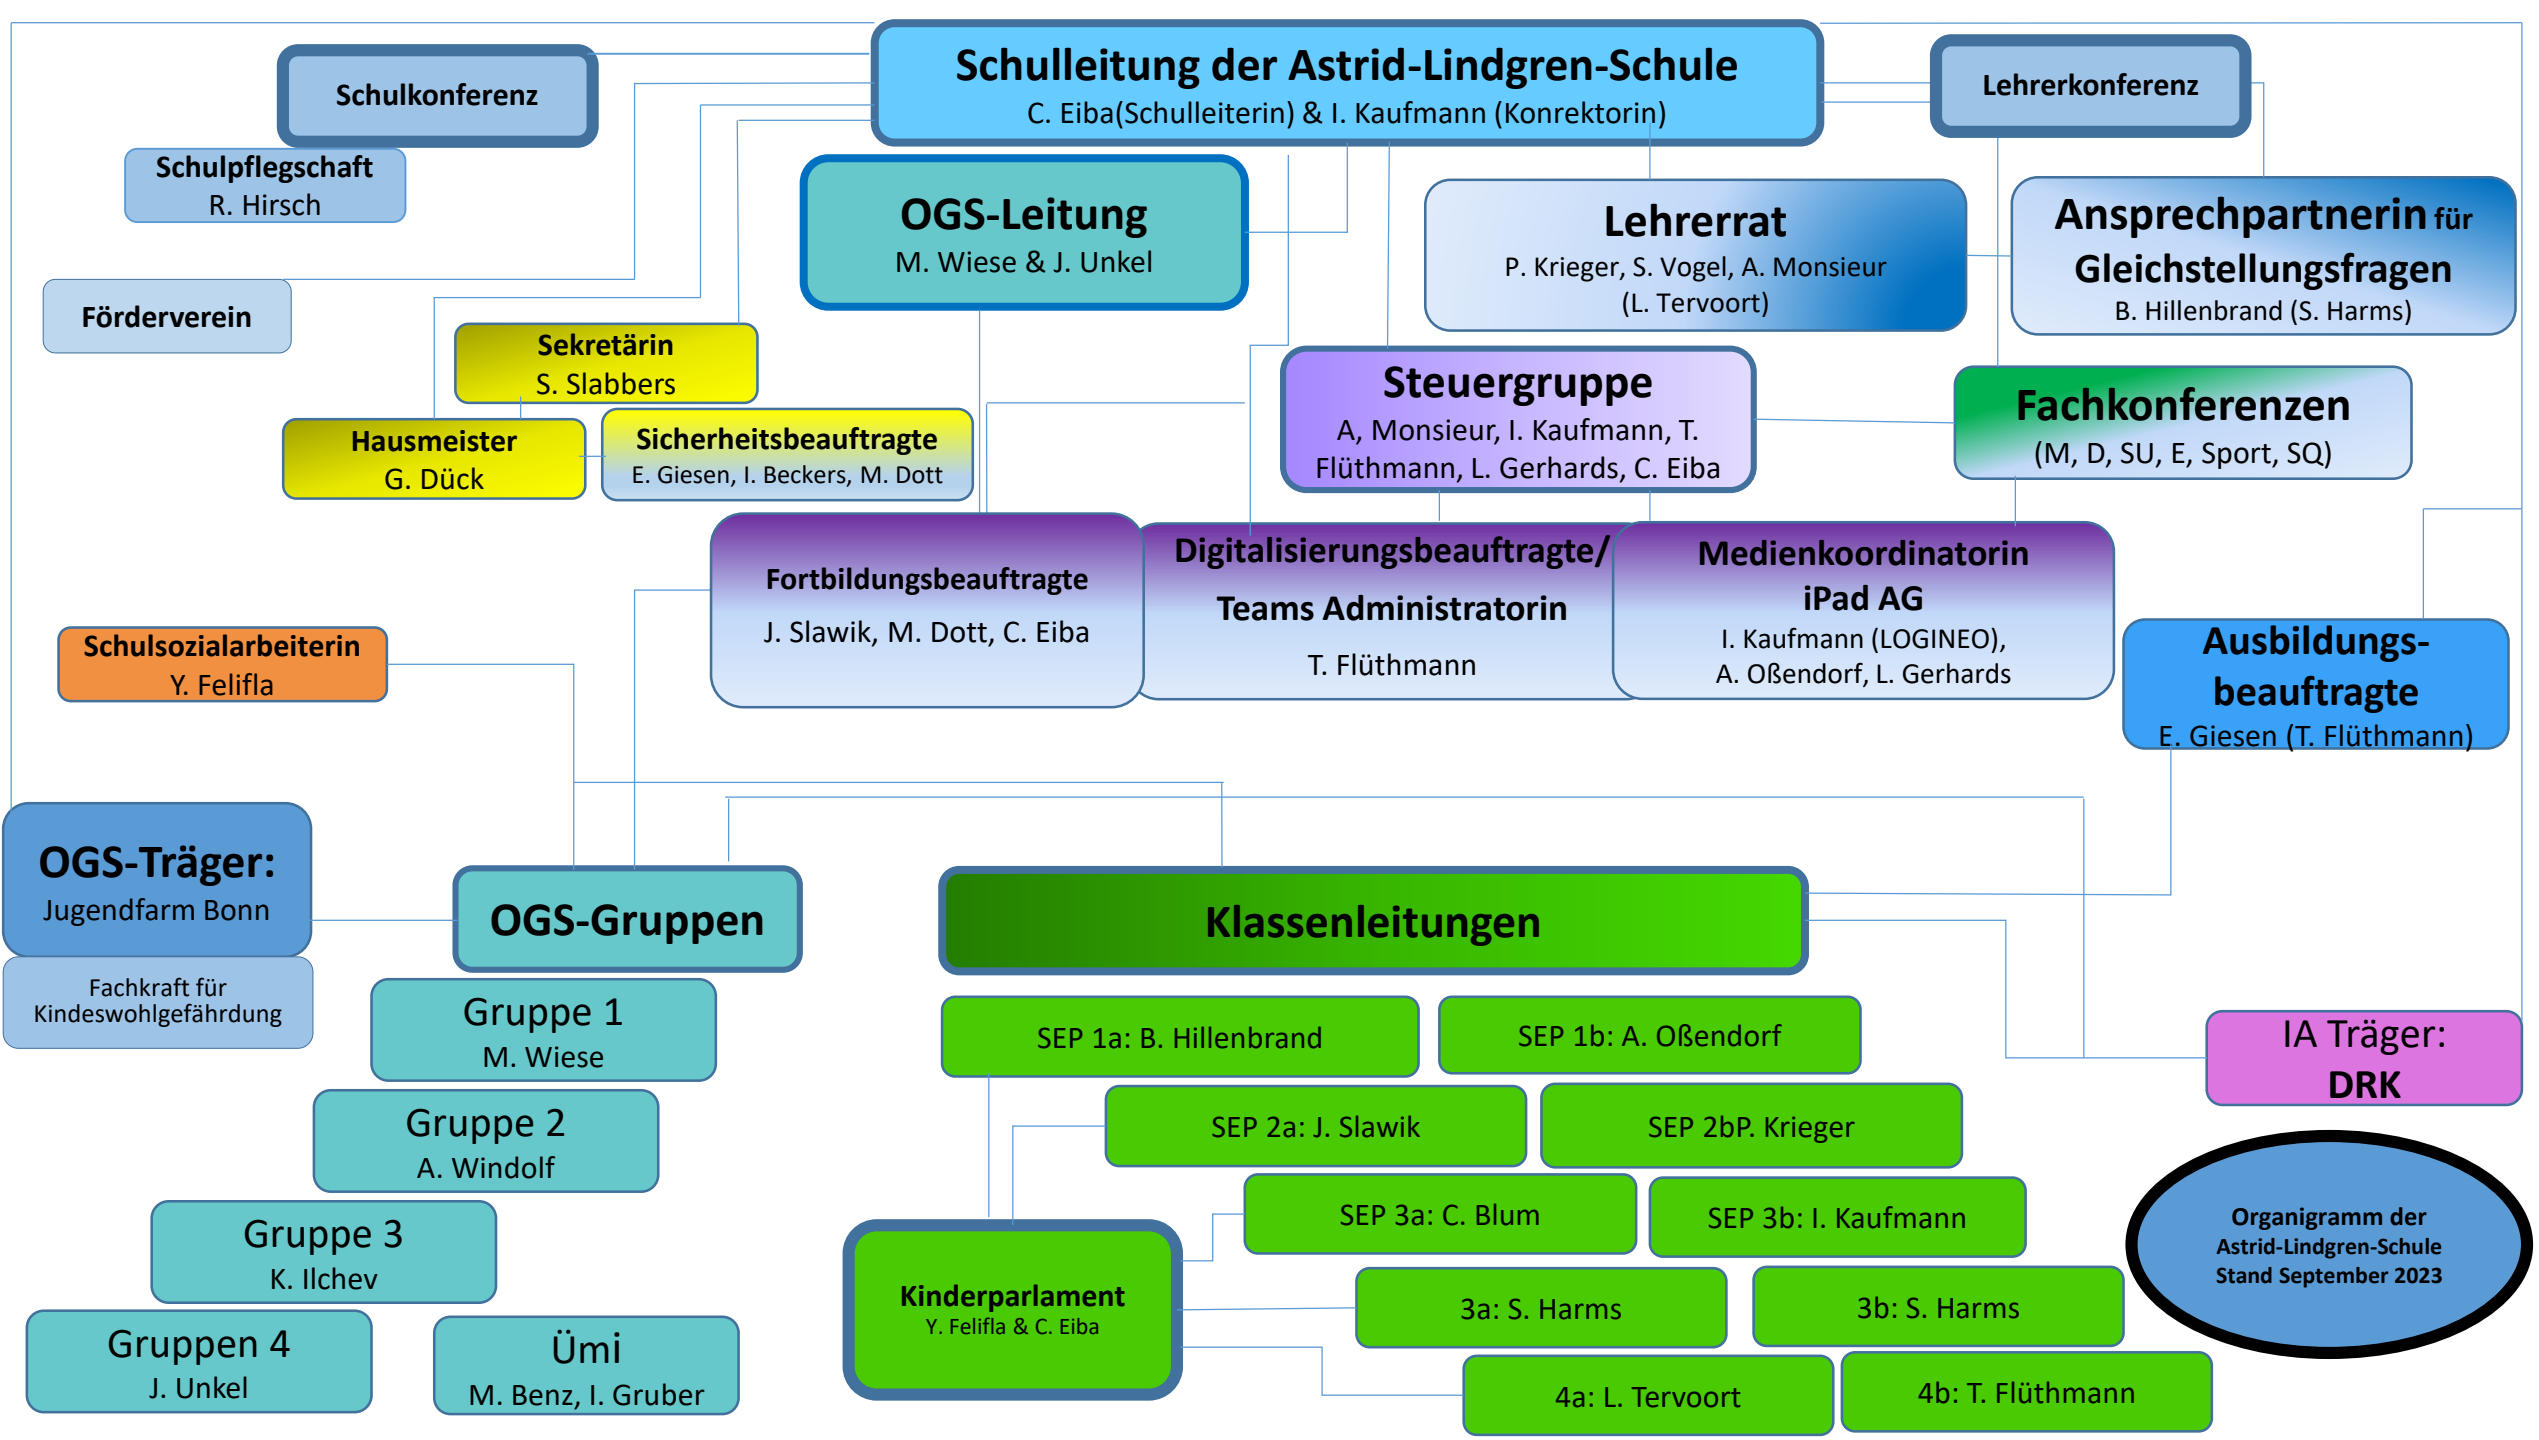 Schulleitung der Astrid-Lindgren-Schule
C. Eiba(Schulleiterin) & I. Kaufmann (Konrektorin)
Schulkonferenz
Lehrerkonferenz
Schulpflegschaft
R. Hirsch
OGS-Leitung
M. Wiese & J. Unkel
Lehrerrat
P. Krieger, S. Vogel, A. Monsieur
(L. Tervoort)
Ansprechpartnerin für
Gleichstellungsfragen
B. Hillenbrand (S. Harms)
Förderverein
Sekretärin
S. Slabbers
Hausmeister
G. Dück
Sicherheitsbeauftragte
E. Giesen, I. Beckers, M. Dott
Steuergruppe
A, Monsieur, I. Kaufmann, T.
Flüthmann, L. Gerhards, C. Eiba
Fachkonferenzen
(M, D, SU, E, Sport, SQ)
Fortbildungsbeauftragte
J. Slawik, M. Dott, C. Eiba
Digitalisierungsbeauftragte/
Teams Administratorin
T. Flüthmann
Medienkoordinatorin
iPad AG
I. Kaufmann (LOGINEO),
A. Oßendorf, L. Gerhards
Schulsozialarbeiterin
Y. Felifla
Ausbildungs-
beauftragte
E. Giesen (T. Flüthmann)
OGS-Träger:
Jugendfarm Bonn
Fachkraft für
Kindeswohlgefährdung
OGS-Gruppen
Klassenleitungen
Gruppe 1
M. Wiese
Gruppe 2
A. Windolf
Gruppe 3
K. Ilchev
Gruppen 4
J. Unkel
Ümi
M. Benz, I. Gruber
SEP 1a: B. Hillenbrand
SEP 1b: A. Oßendorf
SEP 2a: J. Slawik
SEP 2bP. Krieger
SEP 3a: C. Blum
SEP 3b: I. Kaufmann
3a: S. Harms
3b: S. Harms
4a: L. Tervoort
4b: T. Flüthmann
Kinderparlament
Y. Felifla & C. Eiba
IA Träger:
DRK
Organigramm der
Astrid-Lindgren-Schule
Stand September 2023